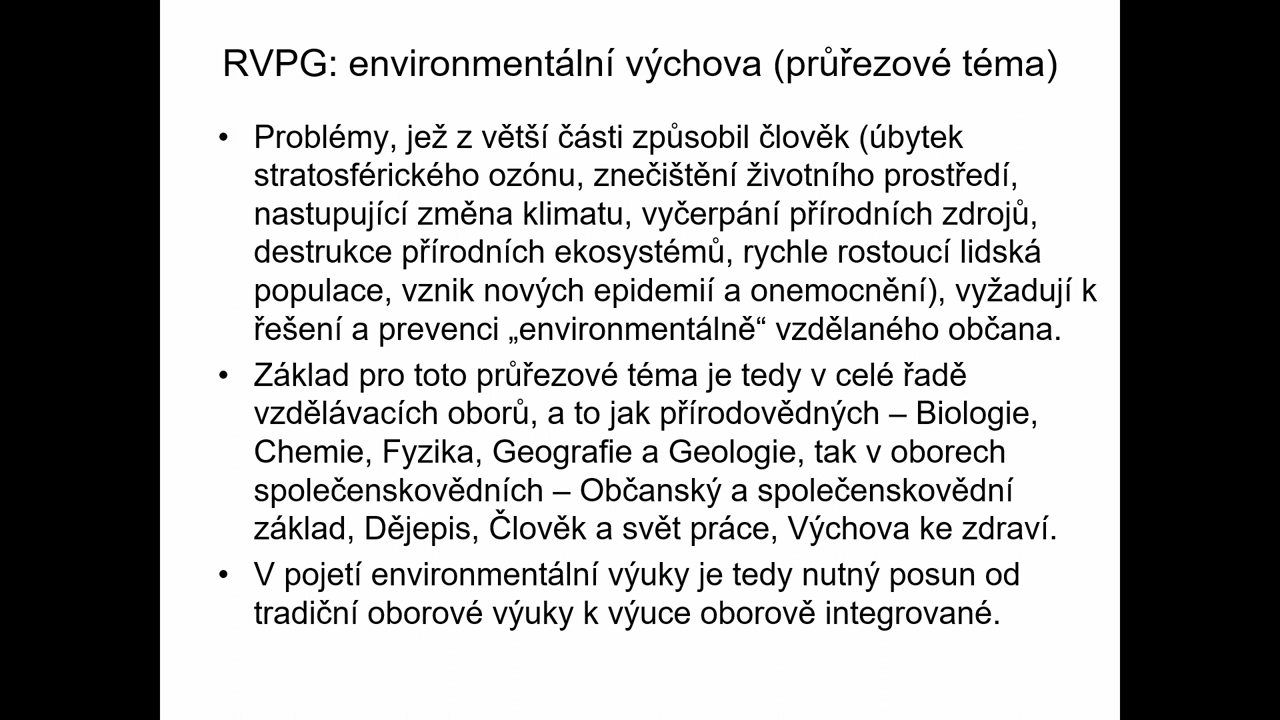 RVPG: environmentální výchova (průřezové téma)
• Problémy, jež z větší části způsobil člověk (úbytek
stratosférického ozónu, znečištění životního prostředí,
nastupující změna klimatu, vyčerpání přírodních zdrojů,
destrukce přírodních ekosystémů, rychle rostoucí lidská
populace, vznik nových epidemií a onemocnění), vyžadují k
řešení a prevenci „environmentálně“ vzdělaného občana.
• Základ pro toto průřezové téma je tedy v celé řadě
vzdělávacích oborů, a to jak přírodovědných – Biologie,
Chemie, Fyzika, Geografie a Geologie, tak v oborech
společenskovědních – Občanský a společenskovědní
základ, Dějepis, Člověk a svět práce, Výchova ke zdraví.
• V pojetí environmentální výuky je tedy nutný posun od
tradiční oborové výuky k výuce oborově integrované.